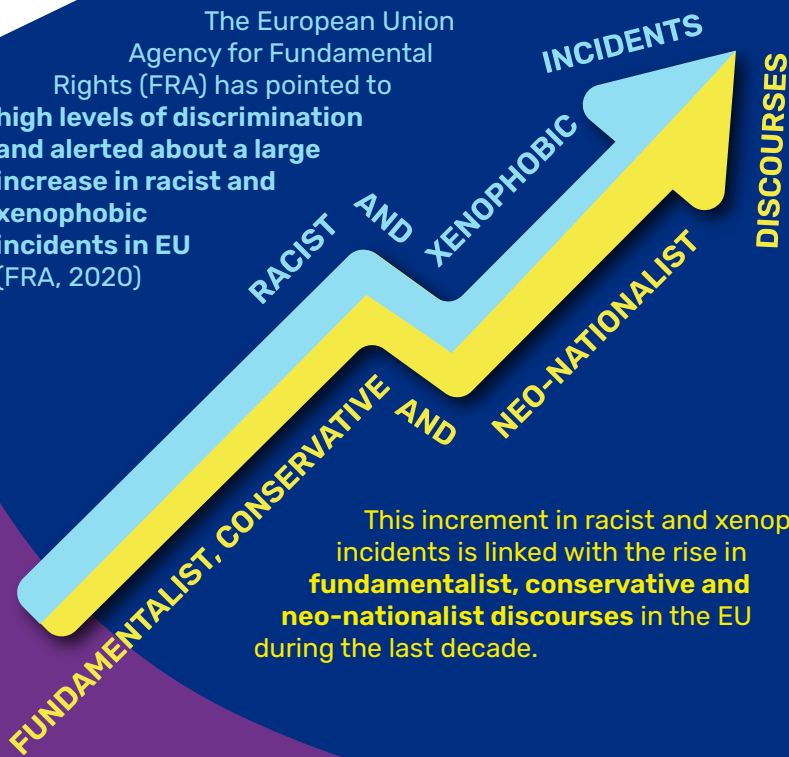 The European Union
Agency for Fundamental
Rights (FRA) has pointed to
high levels of discrimination
and alerted about a large
increase in racist and
xenophobic
incidents in EU
(FRA, 2020)
RACIST AND XENOPHOBIC INCIDENTS
FUNDAMENTALIST, CONSERVATIVE AND NEO-NATIONALIST DISCOURSES
This increment in racist and xenop
incidents is linked with the rise in
fundamentalist, conservative and
neo-nationalist discourses in the EU
during the last decade.